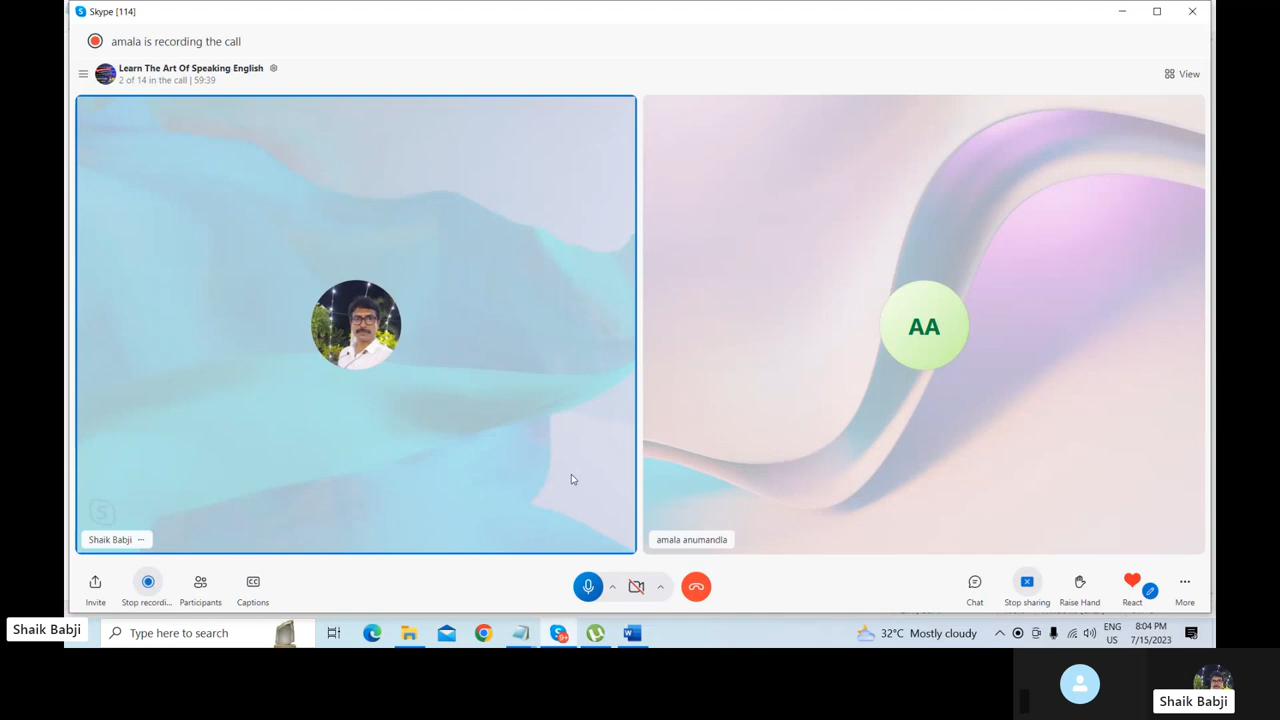 Skype [114]
amala is recording the call
Learn The Art Of Speaking English
2 of 14 in the call | 59:39
View
AA
Shaik Babji ...
amala anumandla
Invite
Stop recordi...
Participants
Captions
Chat
Stop sharing
Raise Hand
React
More
Shaik Babji
Type here to search
9+
32°C Mostly cloudy
ENG
US
8:04 PM
7/15/2023
Shaik Babji